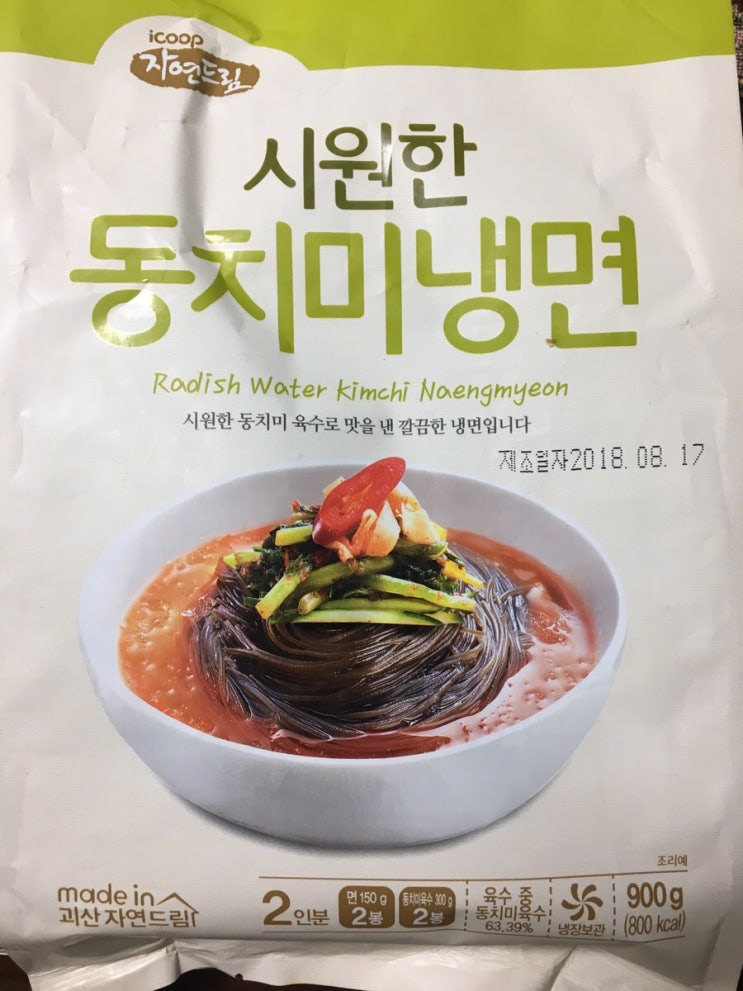 icoop
자연드림
시원한
동치미냉면
Radish Water Kimchi Naengmyeon
시원한 동치미 육수로 맛을 낸 깔끔한 냉면입니다
제조일자2018. 08. 17
조리예
made in
괴산 자연드림
2인분
면 150 g
2봉
동치미육수 300 g
2봉
육수 중
동치미육수
63.39%
냉장보관
900 g
(800 kcal)